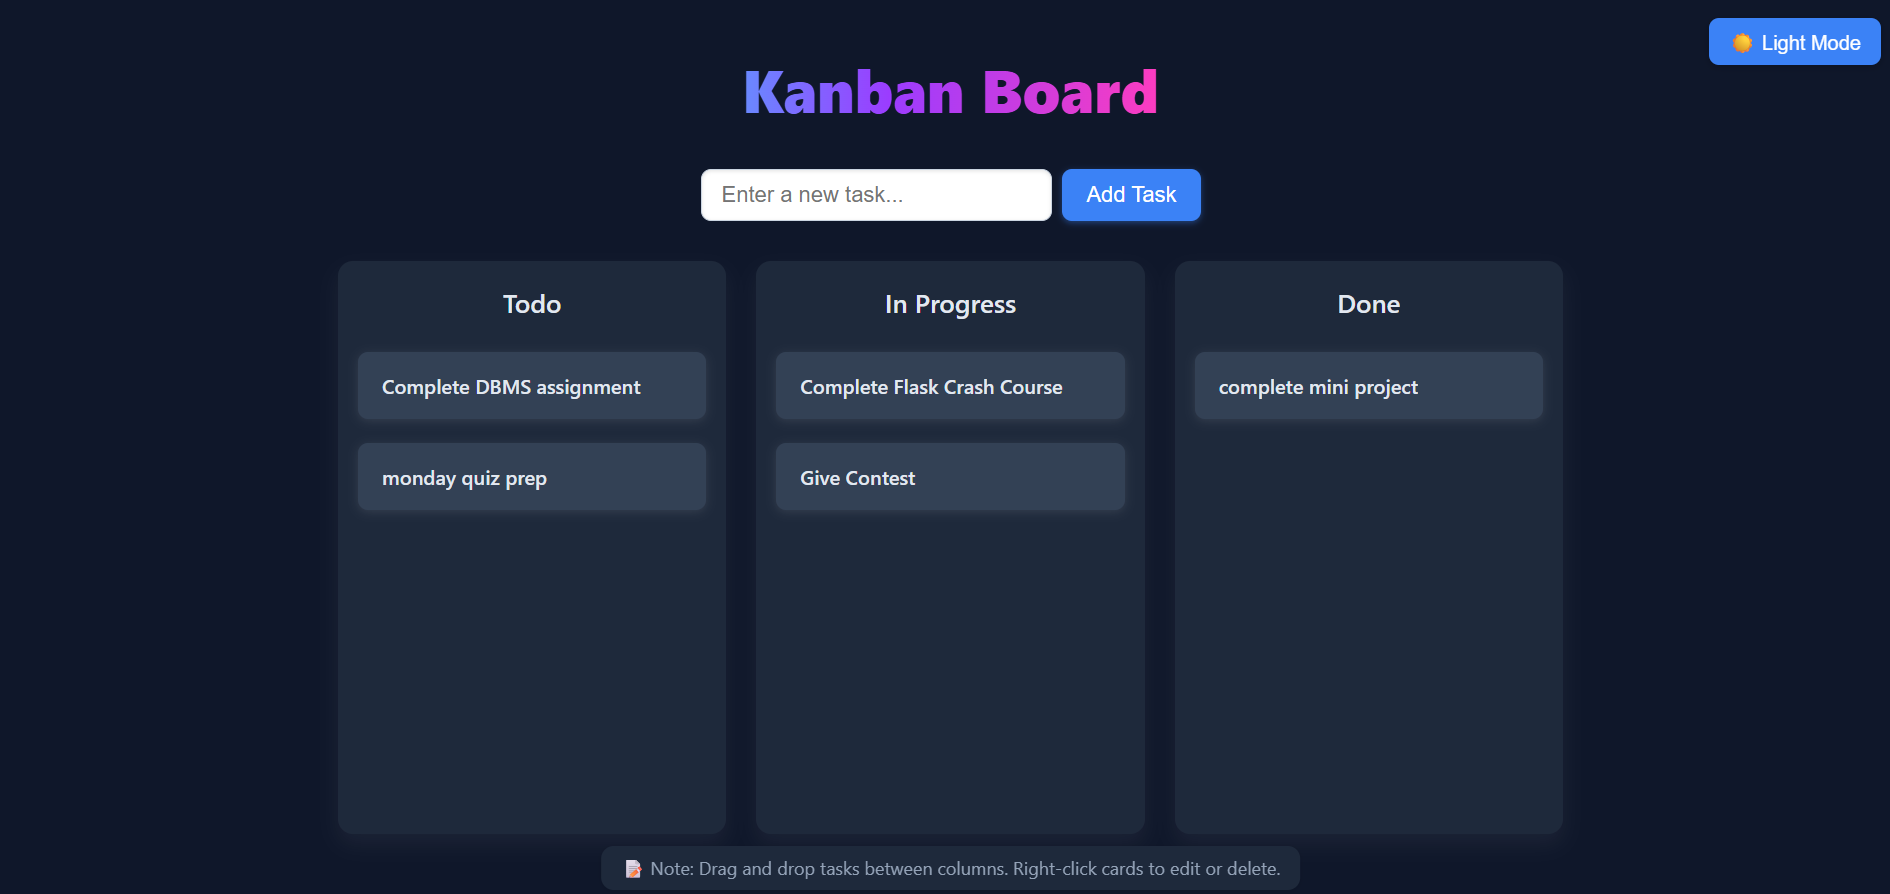 Light Mode
Kanban Board
Enter a new task...
Add Task
Todo
In Progress
Done
Complete DBMS assignment
Complete Flask Crash Course
complete mini project
monday quiz prep
Give Contest
Note: Drag and drop tasks between columns. Right-click cards to edit or delete.